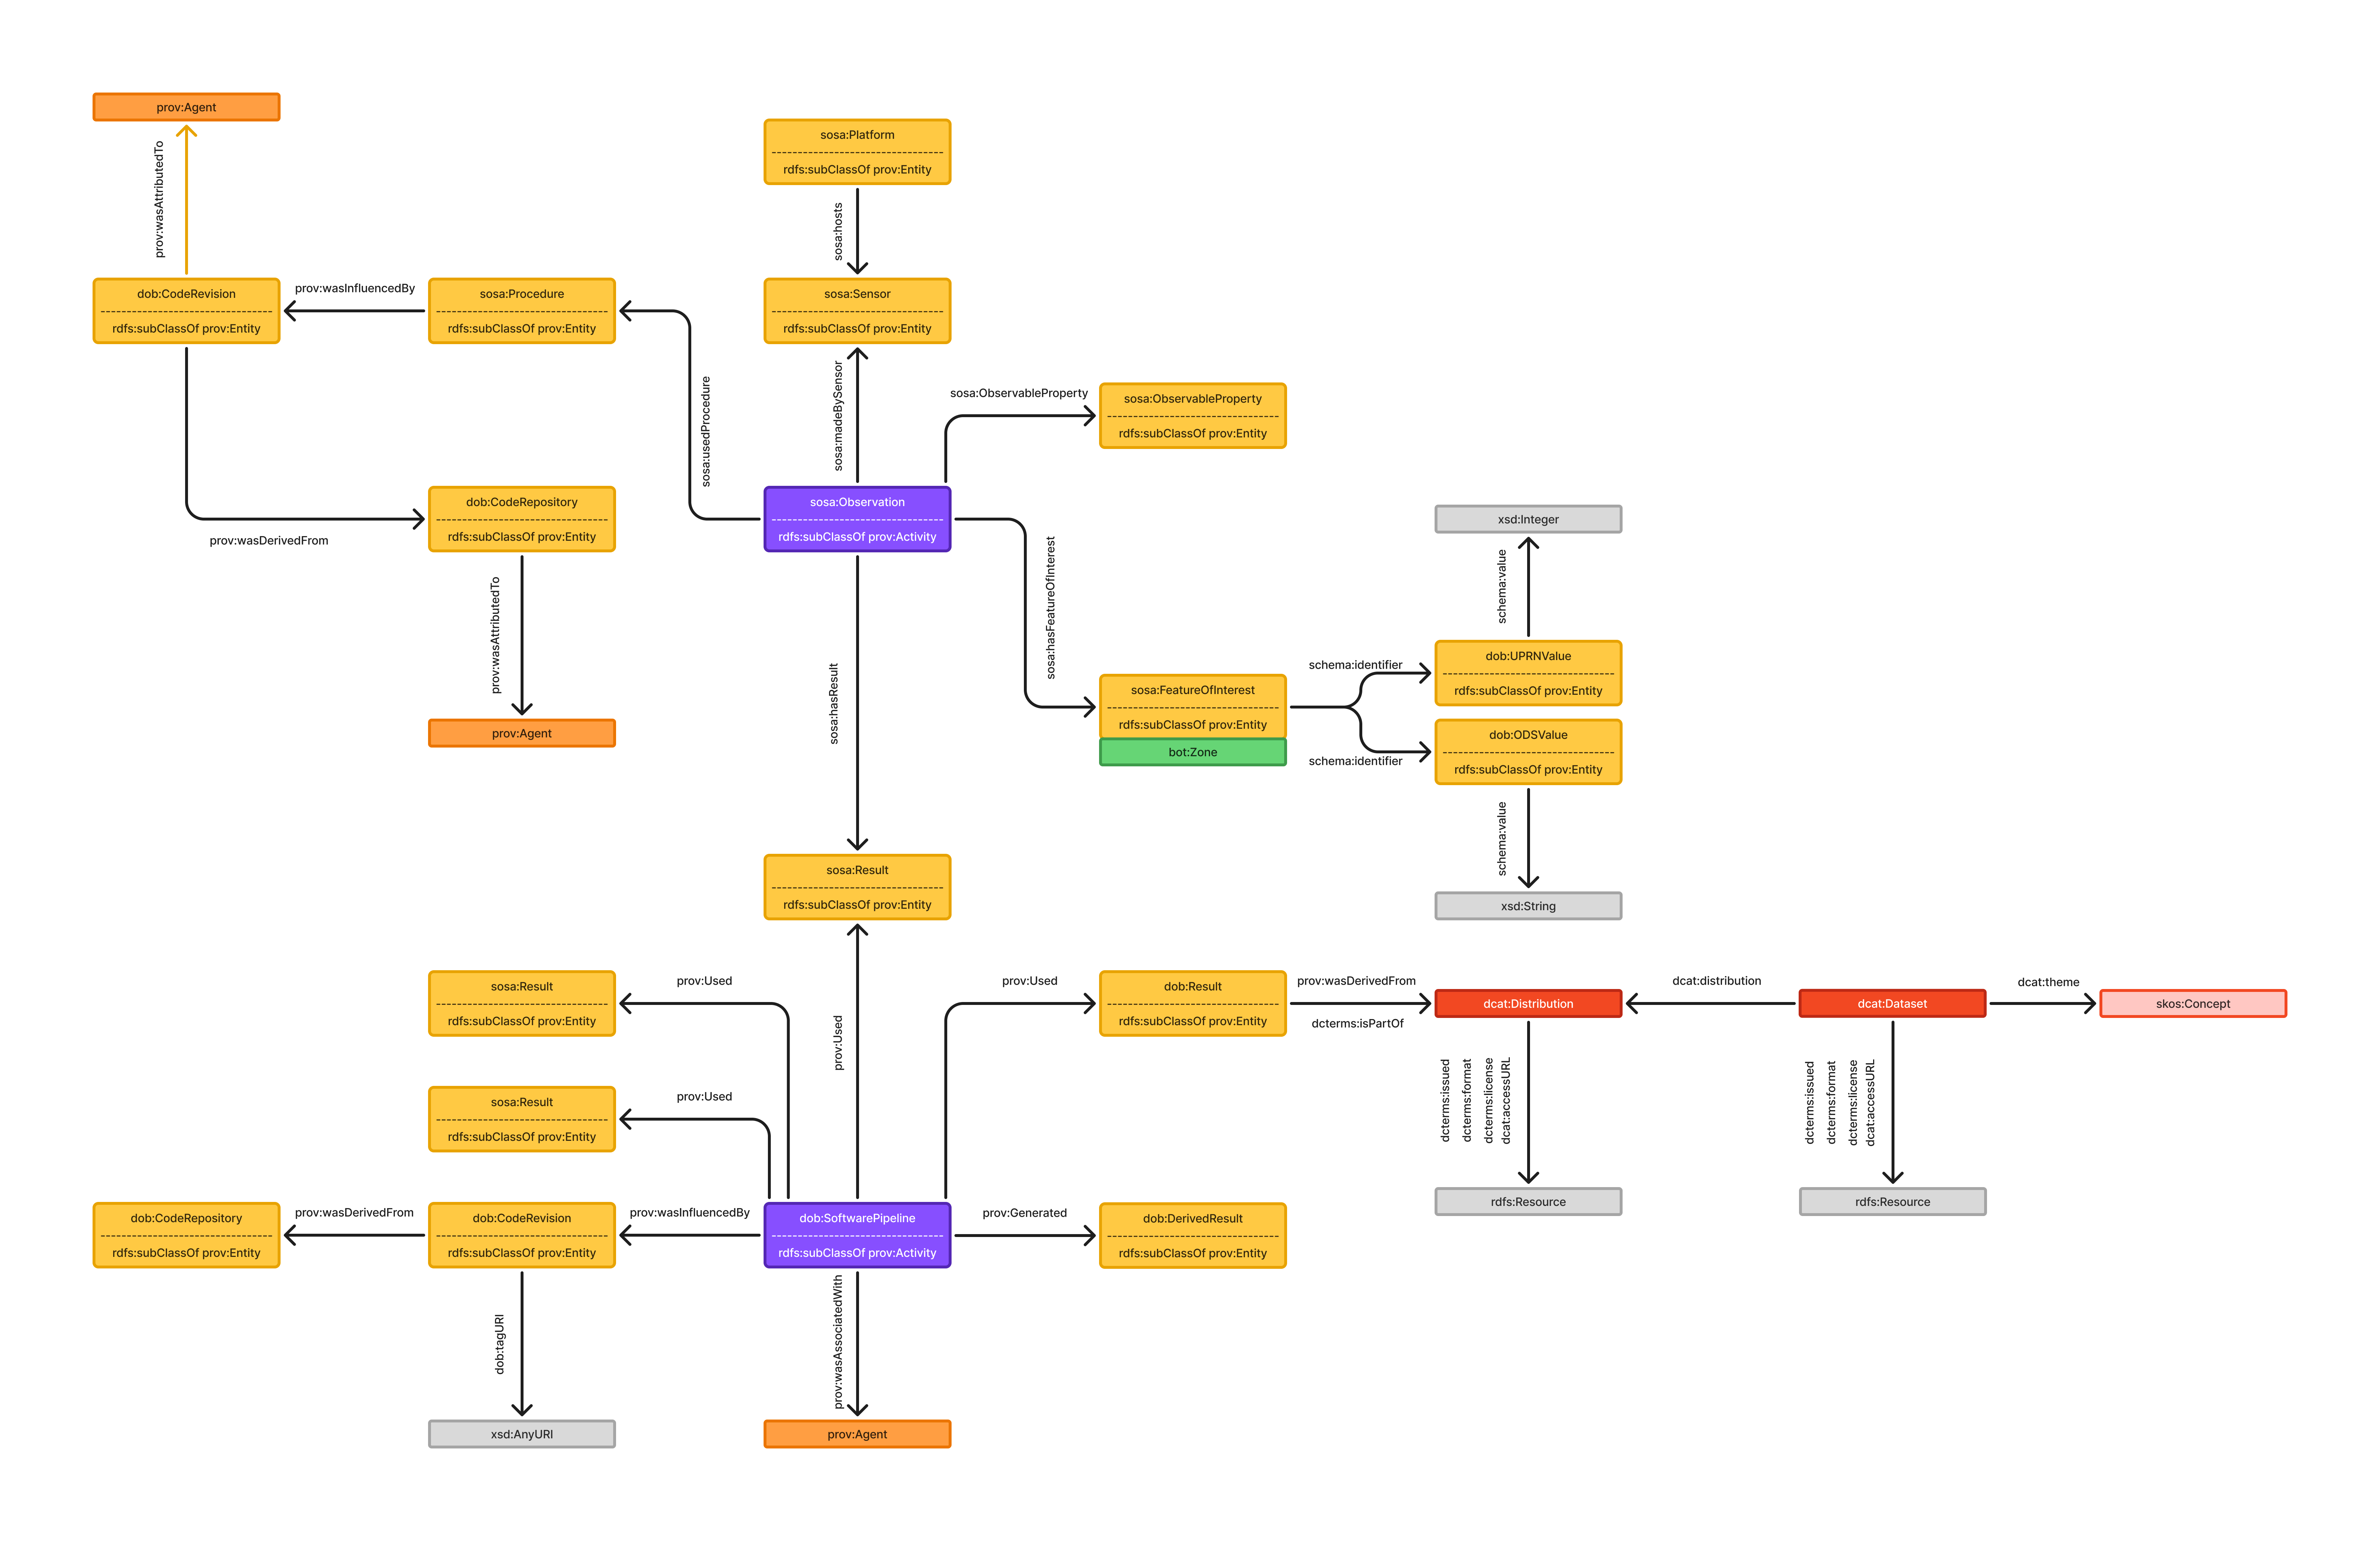 prov:Agent
prov:wasAttributedTo
sosa:Platform
rdfs:subClassOf prov:Entity
sosa:hosts
dob:CodeRevision
rdfs:subClassOf prov:Entity
prov:wasInfluencedBy
sosa:Procedure
rdfs:subClassOf prov:Entity
sosa:Sensor
rdfs:subClassOf prov:Entity
sosa:usedProcedure
sosa:madeBySensor
sosa:ObservableProperty
sosa:ObservableProperty
rdfs:subClassOf prov:Entity
prov:wasDerivedFrom
dob:CodeRepository
rdfs:subClassOf prov:Entity
sosa:Observation
rdfs:subClassOf prov:Activity
sosa:hasFeatureOfInterest
xsd:Integer
schema:value
prov:wasAttributedTo
prov:Agent
sosa:hasResult
sosa:FeatureOfInterest
rdfs:subClassOf prov:Entity
bot:Zone
schema:identifier
dob:UPRNValue
rdfs:subClassOf prov:Entity
schema:identifier
dob:ODSValue
rdfs:subClassOf prov:Entity
schema:value
xsd:String
sosa:Result
rdfs:subClassOf prov:Entity
sosa:Result
rdfs:subClassOf prov:Entity
prov:Used
prov:Used
prov:Used
dob:Result
rdfs:subClassOf prov:Entity
prov:wasDerivedFrom
dcterms:isPartOf
dcat:Distribution
dcat:distribution
dcat:Dataset
dcat:theme
skos:Concept
sosa:Result
rdfs:subClassOf prov:Entity
prov:Used
dcterms:issued
dcterms:format
dcterms:license
dcat:accessURL
rdfs:Resource
dcterms:issued
dcterms:format
dcterms:license
dcat:accessURL
rdfs:Resource
dob:CodeRepository
rdfs:subClassOf prov:Entity
prov:wasDerivedFrom
dob:CodeRevision
rdfs:subClassOf prov:Entity
prov:wasInfluencedBy
dob:SoftwarePipeline
rdfs:subClassOf prov:Activity
prov:Generated
dob:DerivedResult
rdfs:subClassOf prov:Entity
dob:tagURI
xsd:AnyURI
prov:wasAssociatedWith
prov:Agent